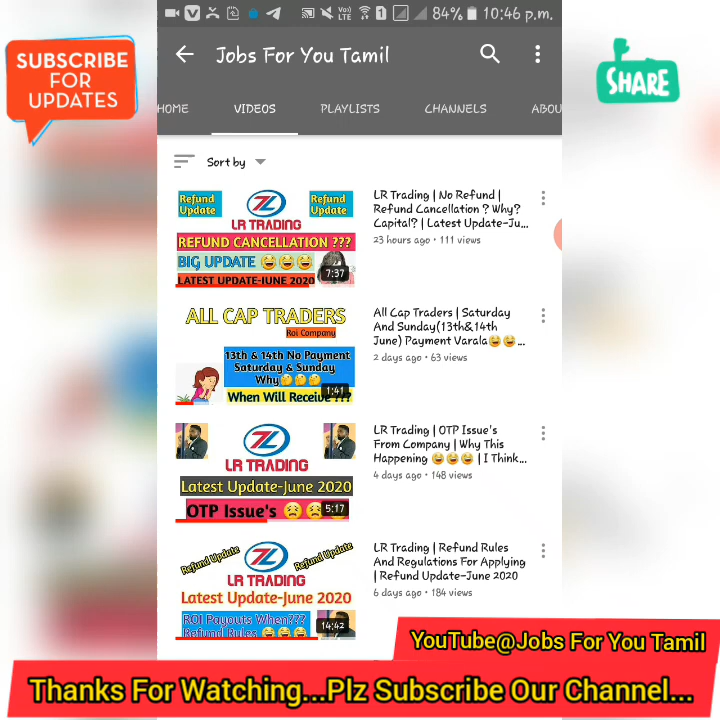 Vo))
LTE
1
84%
10:46 p.m.
SUBSCRIBE
FOR
UPDATES
Jobs For You Tamil
SHARE
HOME
VIDEOS
PLAYLISTS
CHANNELS
ABOU
Sort by
Refund
Update
Refund
Update
LR TRADING
REFUND CANCELLATION ???
BIG UPDATE 😂😂😂
LATEST UPDATE-JUNE 2020
7:37
LR Trading | No Refund |
Refund Cancellation ? Why?
Capital? | Latest Update-Ju...
23 hours ago • 111 views
ALL CAP TRADERS
Roi Company
13th & 14th No Payment
Saturday & Sunday
Why🤔🤔🤔
When Will Receive ???
1:41
All Cap Traders | Saturday
And Sunday(13th&14th
June) Payment Varala😂😂...
2 days ago • 63 views
LR TRADING
Latest Update-June 2020
OTP Issue's
5:17
LR Trading | OTP Issue's
From Company | Why This
Happening 😂😂😂 | I Think...
4 days ago • 148 views
Refund Update
Refund Update
LR TRADING
Latest Update-June 2020
ROI Payouts When???
Refund Rules 😂😂😂
14:42
LR Trading | Refund Rules
And Regulations For Applying
| Refund Update-June 2020
6 days ago • 184 views
YouTube@Jobs For You Tamil
Thanks For Watching...Plz Subscribe Our Channel...